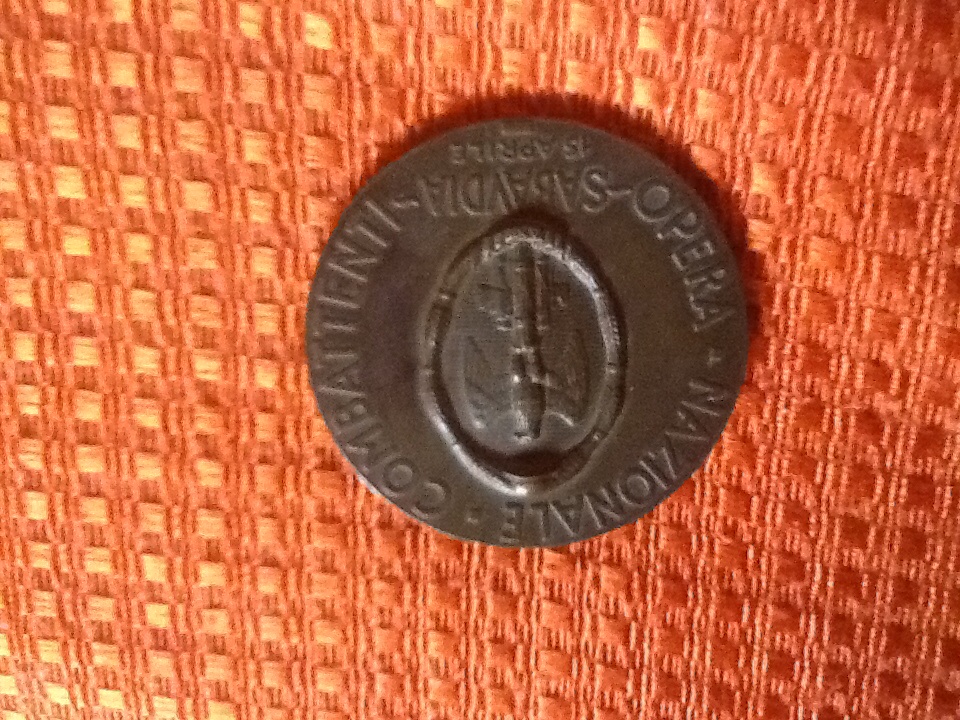 OPERA · NAZIONALE · COMBATTENTI
SABAVDIA
15 APRILE